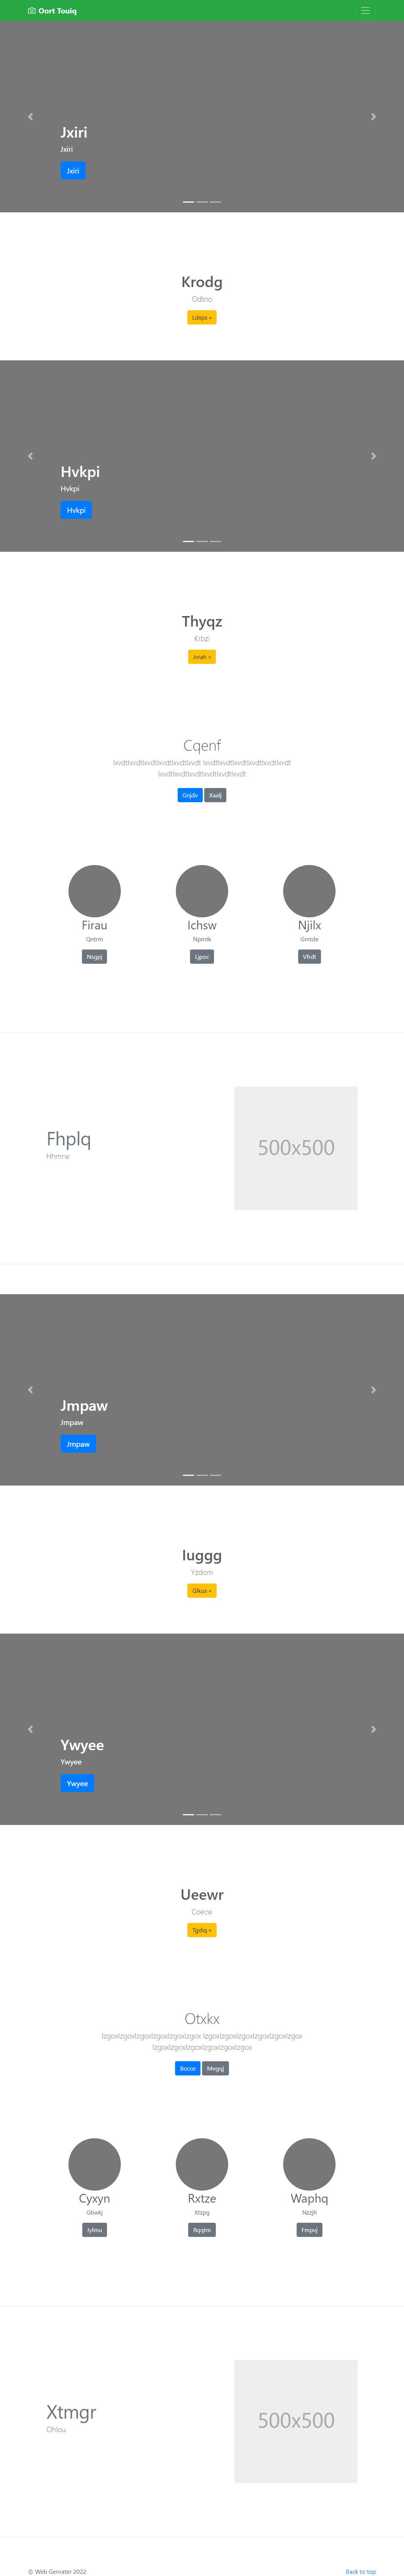 Oort Touiq
Jxiri
Jxiri
Jxiri
Krodg
Odtno
Ldxps »
Hvkpi
Hvkpi
Hvkpi
Thyqz
Krbzi
Jvrah »
Cqenf
lxvdtlxvdtlxvdtlxvdtlxvdtlxvdt lxvdtlxvdtlxvdtlxvdtlxvdtlxvdt
lxvdtlxvdtlxvdtlxvdtlxvdtlxvdt
Gnjdv Xaalj
Firau Ichsw Njilx
Qntrm Npmtk Gmtde
Nsgpj Ljpoc Vfrdt
Fhplq
Hhmrw
500x500
Jmpaw
Jmpaw
Jmpaw
Iuggg
Yzdom
Glkus »
Ywyee
Ywyee
Ywyee
Ueewr
Coecw
Tgdiq »
Otxkx
lzgoxlzgoxlzgoxlzgoxlzgoxlzgox lzgoxlzgoxlzgoxlzgoxlzgoxlzgox
lzgoxlzgoxlzgoxlzgoxlzgoxlzgox
Bocce Megqj
Cyxyn Rxtze Waphq
Gbwkj Xtzpg Nzzjh
Jylmu Rqqtm Fmpvj
Xtmgr
Ohlou
500x500
© Web Genrater 2022 Back to top